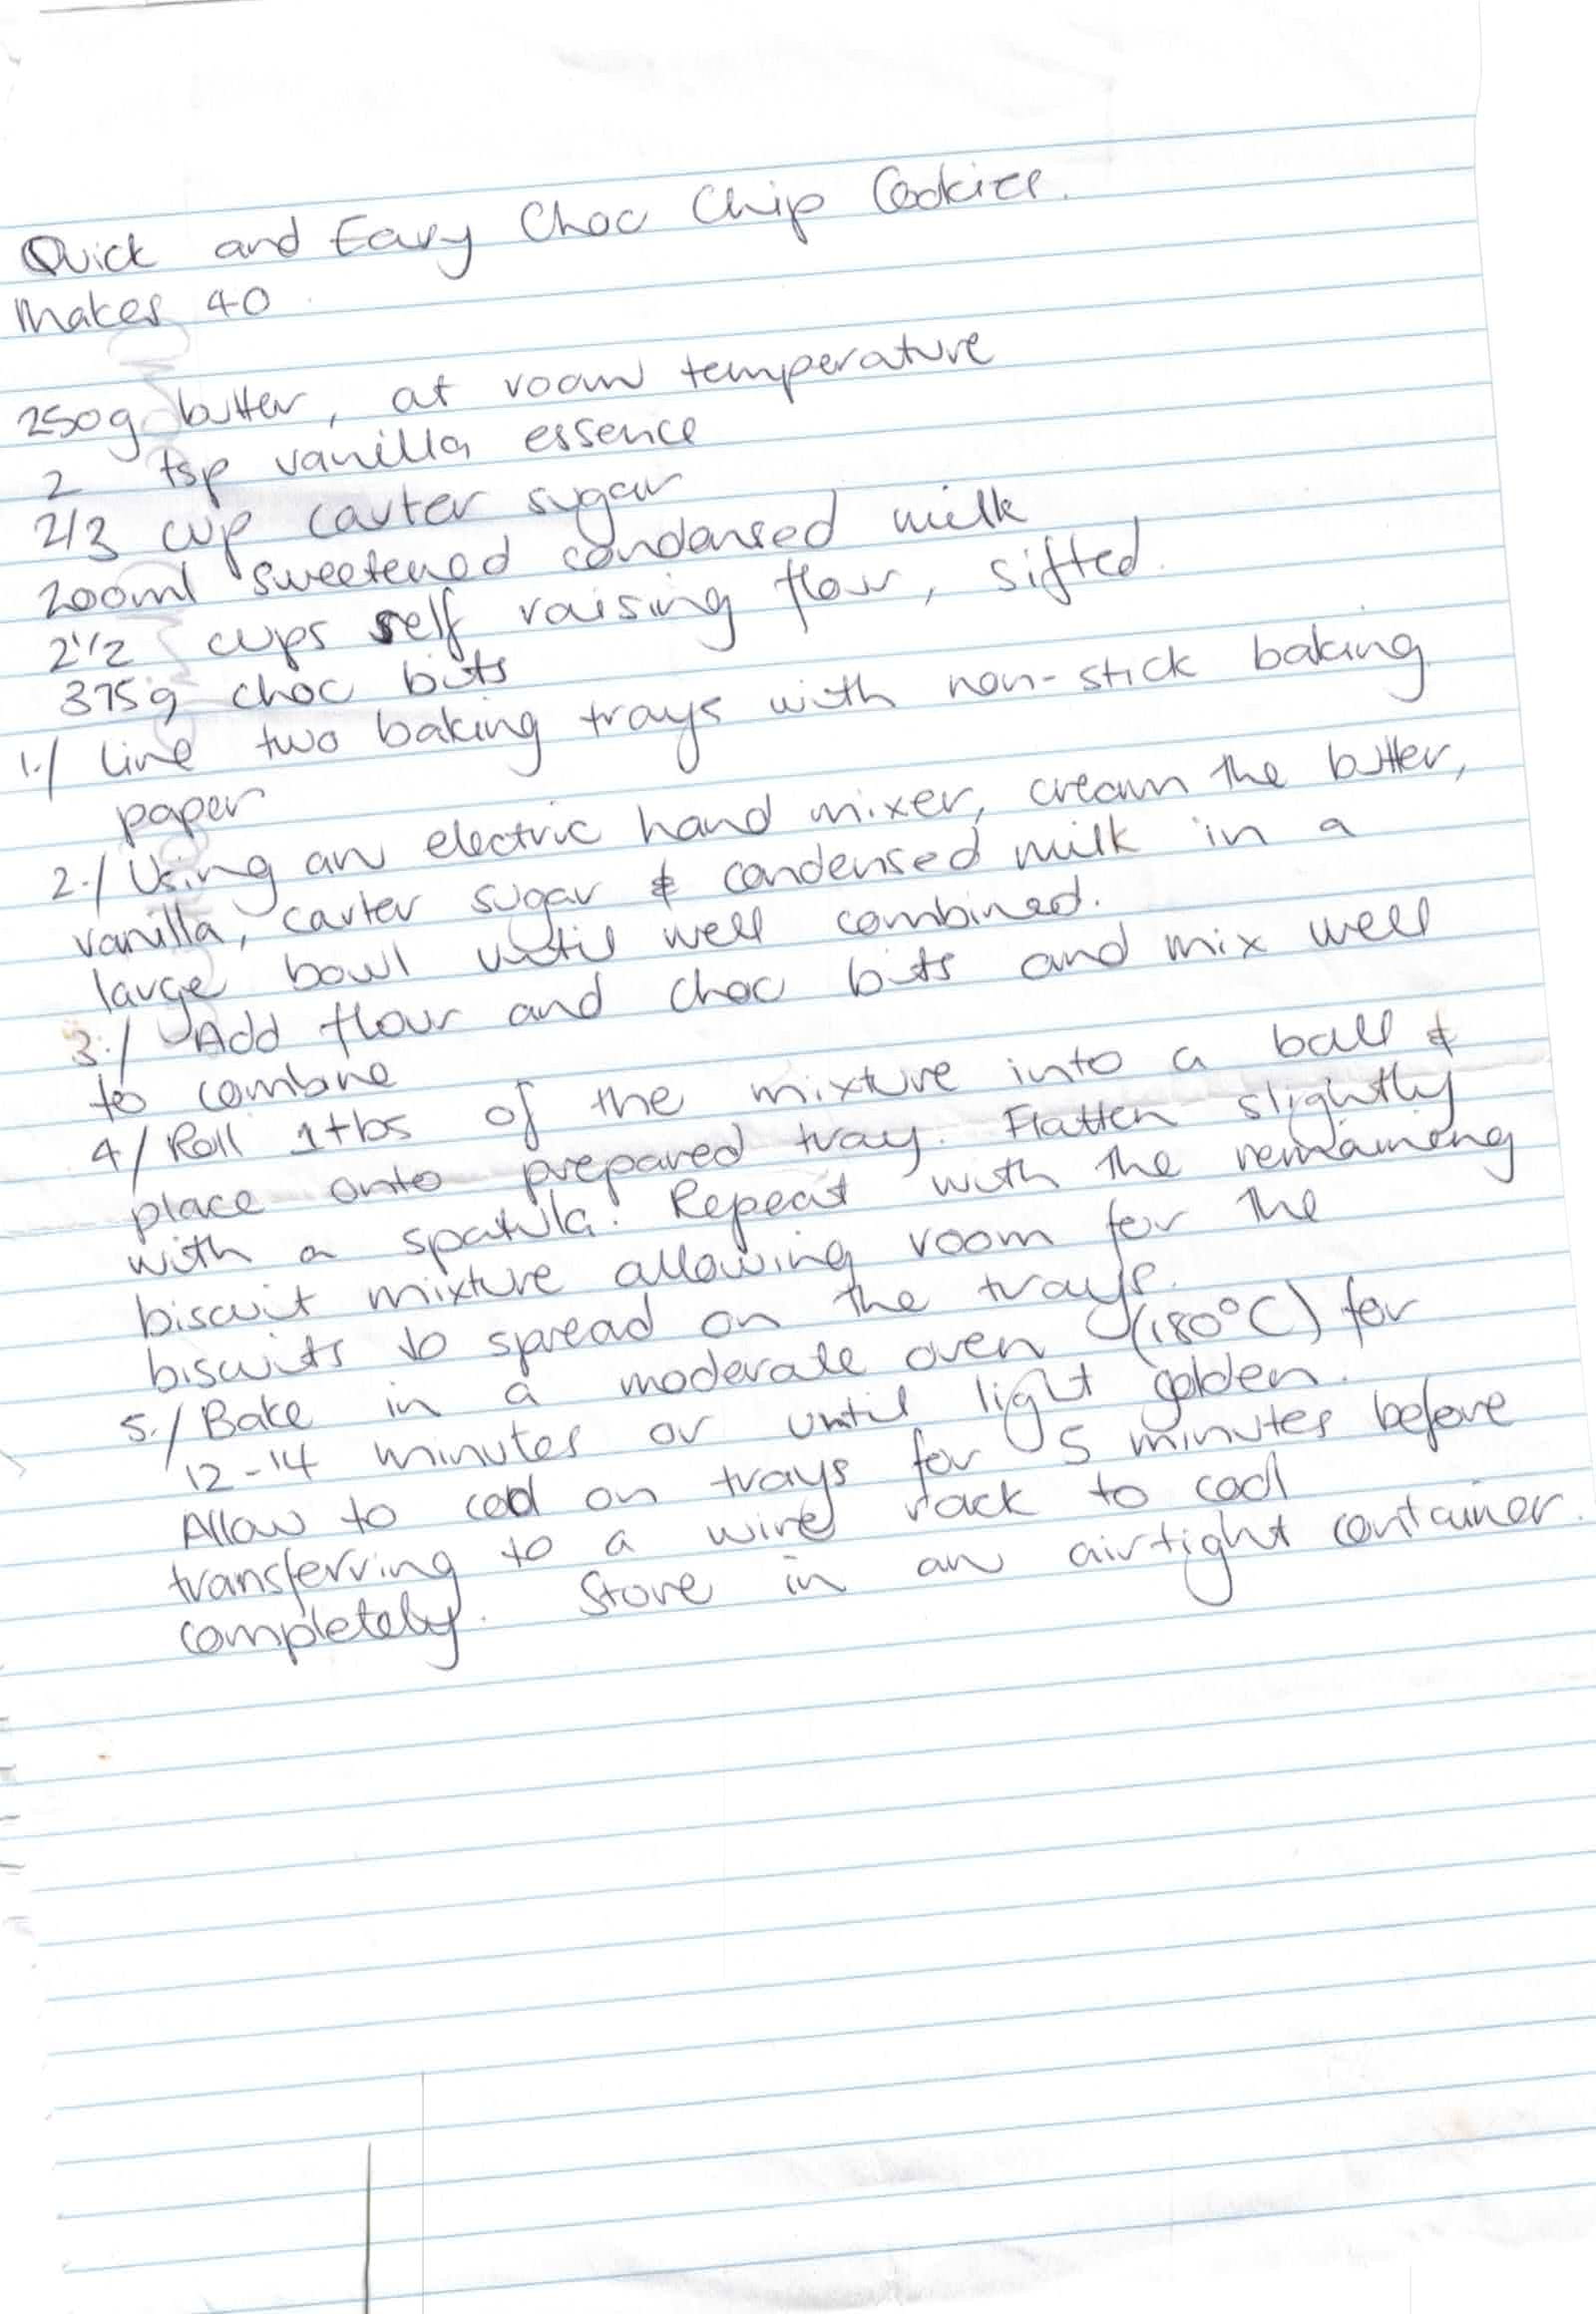 Quick and Easy Choc Chip Cookies.
Makes 40
250g butter, at room temperature
2 tsp vanilla essence
2/3 cup caster sugar
200ml sweetened condensed milk
2 1/2 cups self raising flour, sifted.
375g choc bits
1./ Line two baking trays with non-stick baking
paper
2./ Using an electric hand mixer, cream the butter,
vanilla, caster sugar & condensed milk in a
large bowl until well combined.
3./ Add flour and choc bits and mix well
to combine
4/ Roll 1tbs of the mixture into a ball &
place onto prepared tray. Flatten slightly
with a spatula. Repeat with the remaining
biscuit mixture allowing room for the
biscuits to spread on the trays.
5./ Bake in a moderate oven (180°C) for
12-14 minutes or until light golden.
Allow to cool on trays for 5 minutes before
transferring to a wire rack to cool
completely. Store in an airtight container.